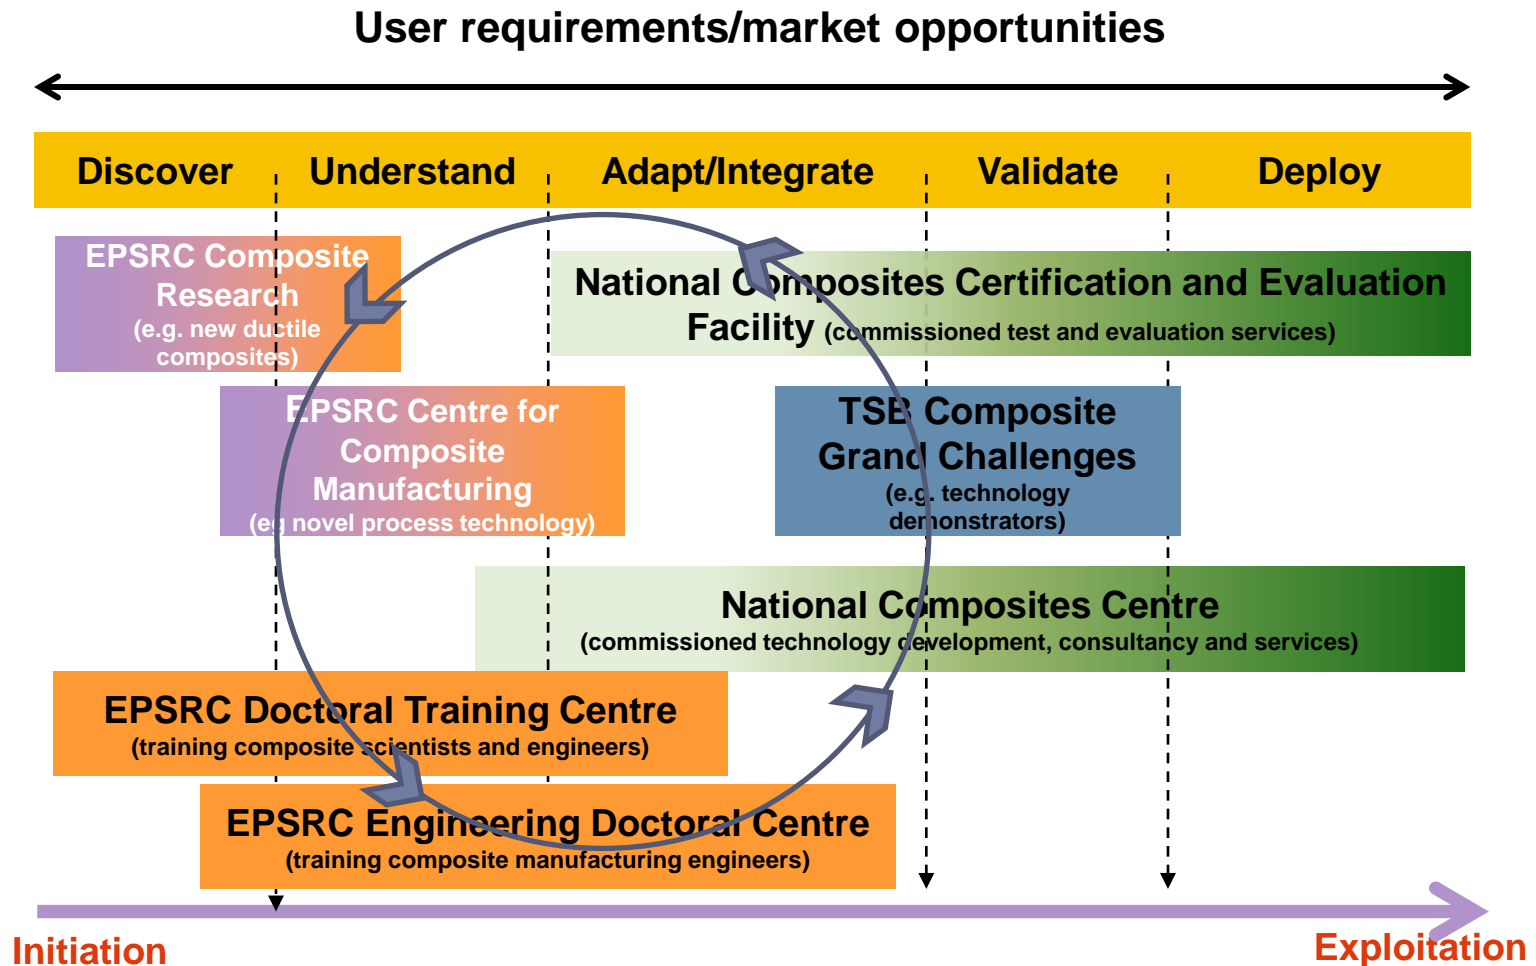 User requirements/market opportunities
Discover
Understand
Adapt/Integrate
Validate
Deploy
EPSRC Composite
Research
(e.g. new ductile
composites)
National Composites Certification and Evaluation
Facility (commissioned test and evaluation services)
EPSRC Centre for
Composite
Manufacturing
(eg novel process technology)
TSB Composite
Grand Challenges
(e.g. technology
demonstrators)
National Composites Centre
(commissioned technology development, consultancy and services)
EPSRC Doctoral Training Centre
(training composite scientists and engineers)
EPSRC Engineering Doctoral Centre
(training composite manufacturing engineers)
Initiation
Exploitation